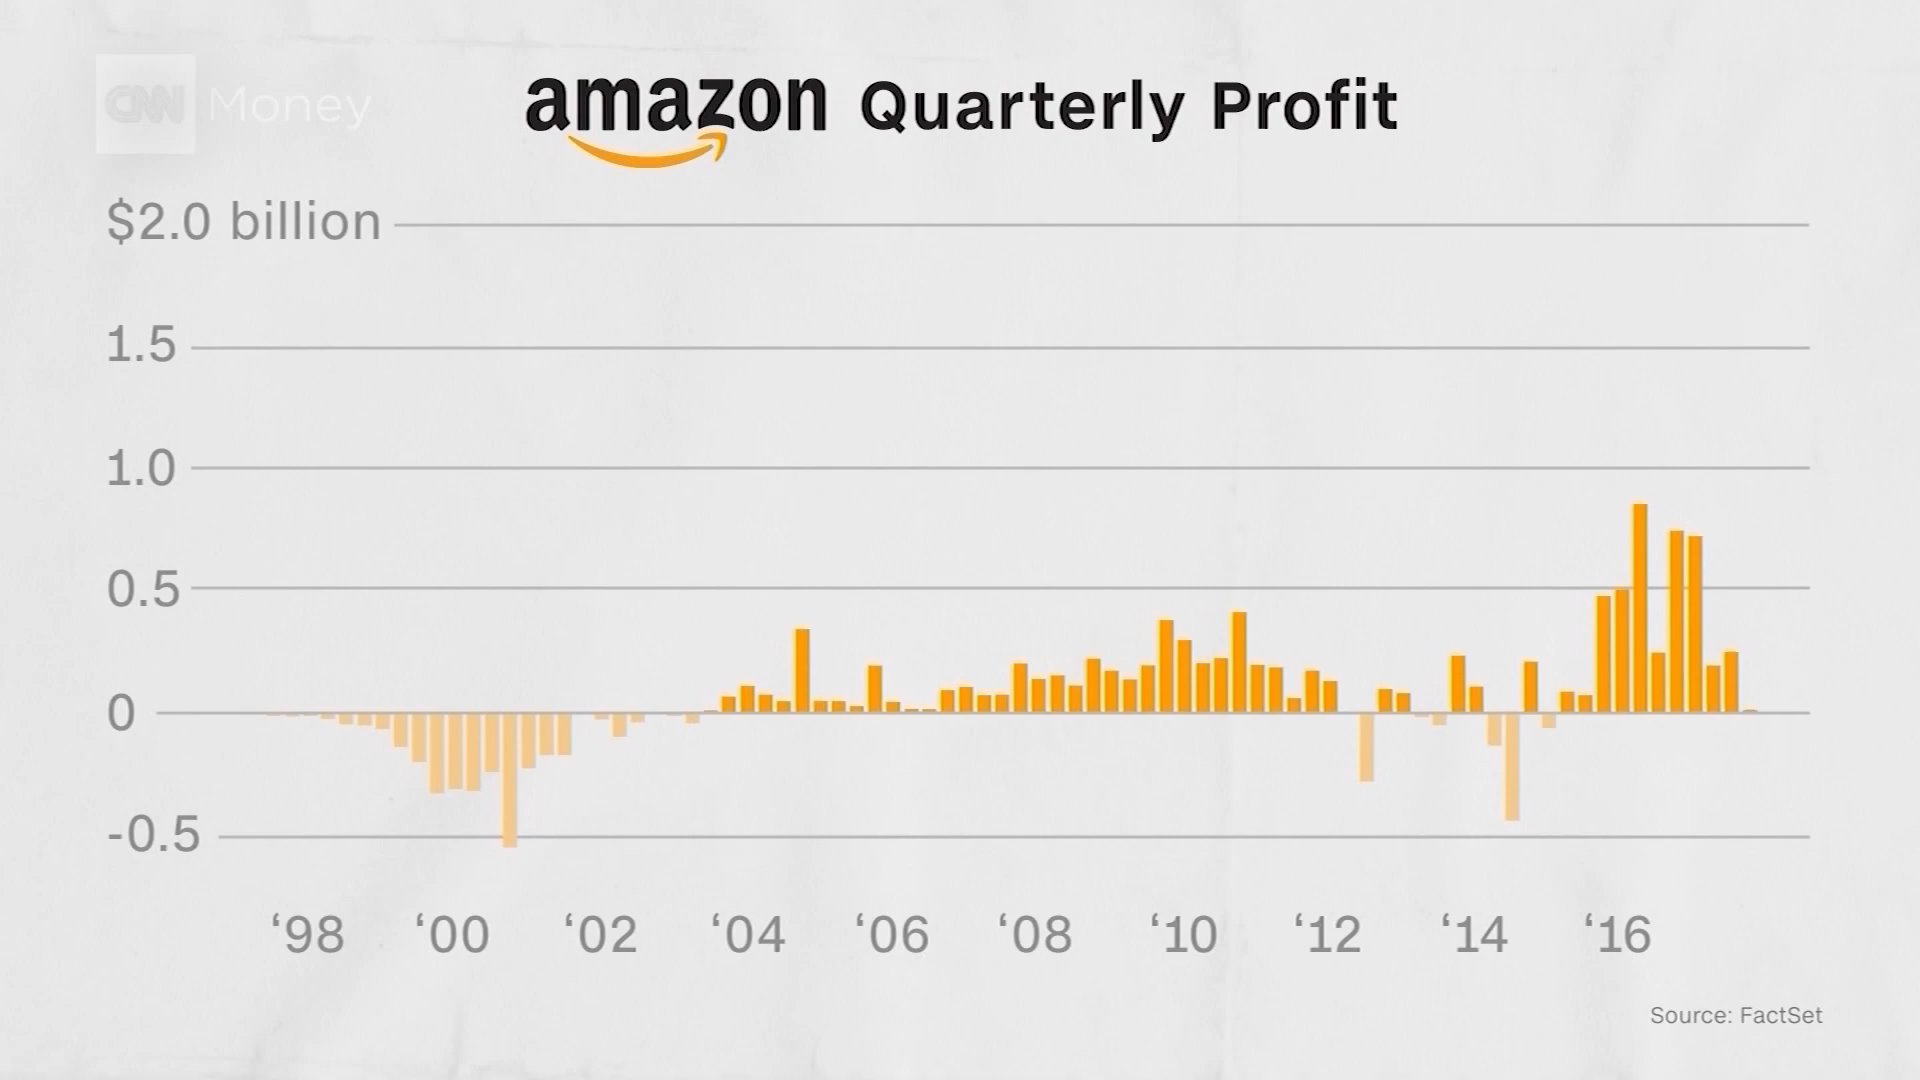 CNN Money
amazon Quarterly Profit
$2.0 billion
1.5
1.0
0.5
0
-0.5
‘98 ‘00 ‘02 ‘04 ‘06 ‘08 ‘10 ‘12 ‘14 ‘16
Source: FactSet